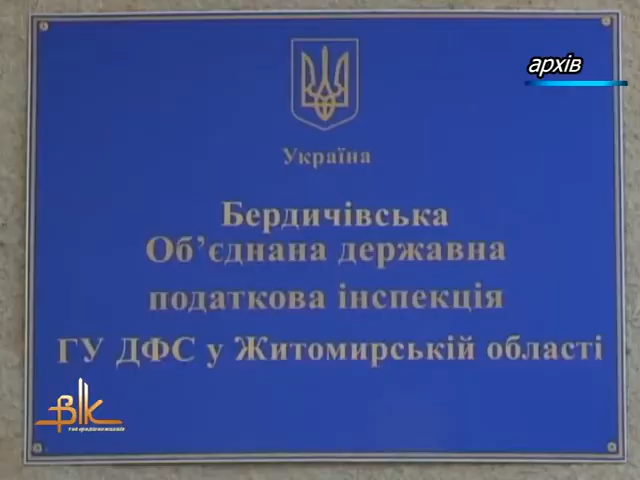 архів
Україна
Бердичівська
Об’єднана державна
податкова інспекція
ГУ ДФС у Житомирській області
ВІК